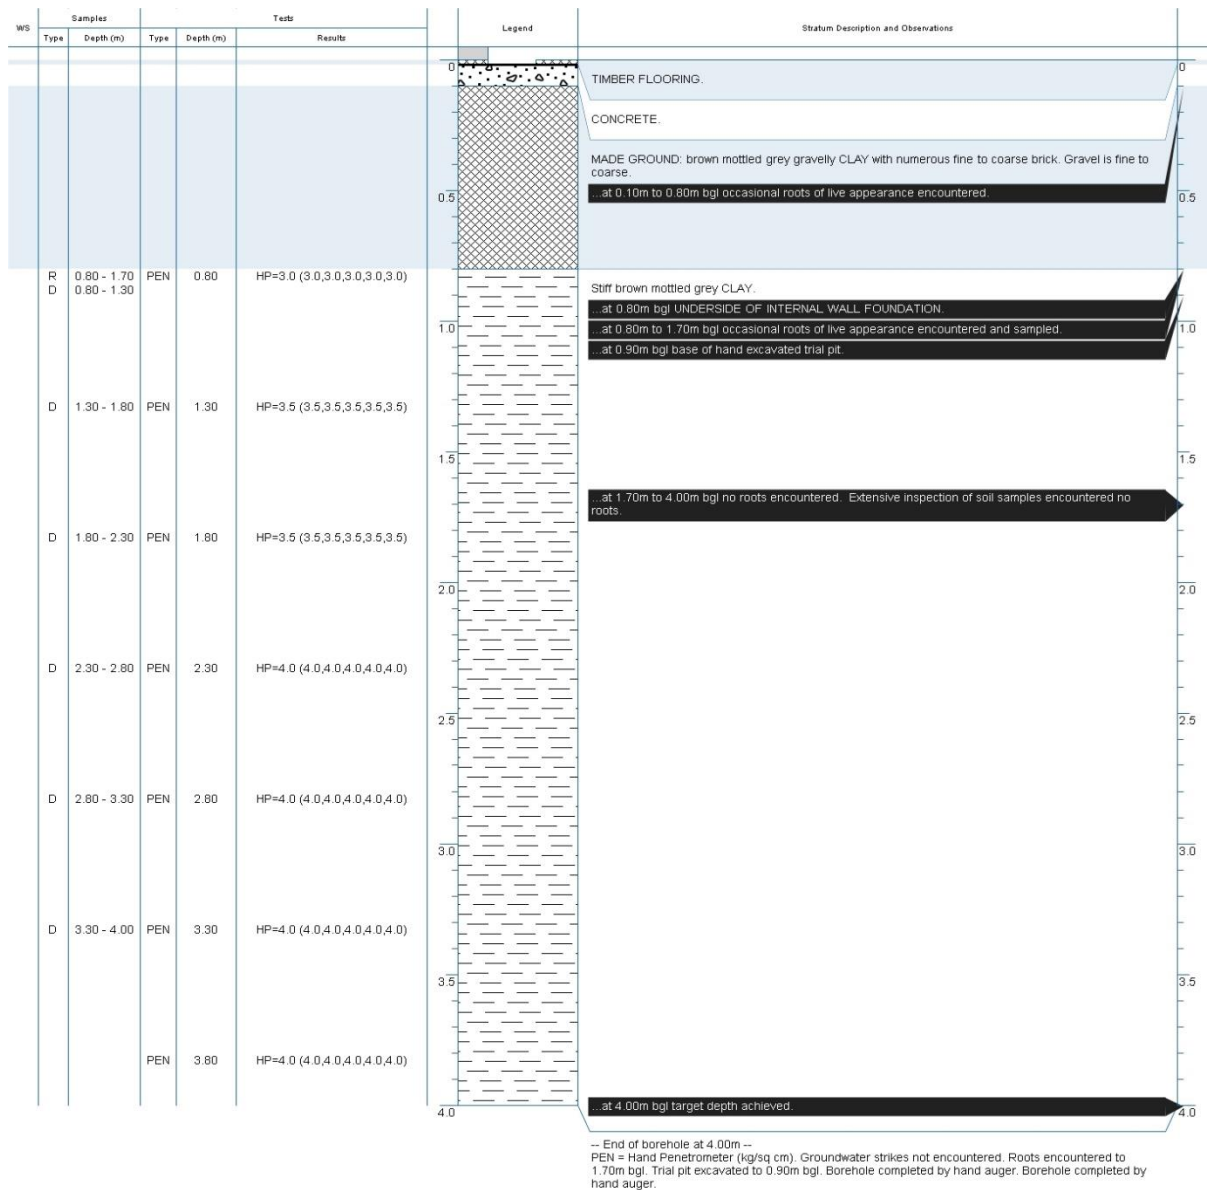 WS Samples Tests Legend Stratum Description and Observations
Type Depth (m) Type Depth (m) Results
0 0
TIMBER FLOORING.
CONCRETE.
MADE GROUND: brown mottled grey gravelly CLAY with numerous fine to coarse brick. Gravel is fine to
coarse.
...at 0.10m to 0.80m bgl occasional roots of live appearance encountered.
0.5 0.5
R 0.80 - 1.70 PEN 0.80 HP=3.0 (3.0,3.0,3.0,3.0,3.0)
D 0.80 - 1.30
Stiff brown mottled grey CLAY.
...at 0.80m bgl UNDERSIDE OF INTERNAL WALL FOUNDATION.
1.0 1.0
...at 0.80m to 1.70m bgl occasional roots of live appearance encountered and sampled.
...at 0.90m bgl base of hand excavated trial pit.
D 1.30 - 1.80 PEN 1.30 HP=3.5 (3.5,3.5,3.5,3.5,3.5)
1.5 1.5
...at 1.70m to 4.00m bgl no roots encountered. Extensive inspection of soil samples encountered no
roots.
D 1.80 - 2.30 PEN 1.80 HP=3.5 (3.5,3.5,3.5,3.5,3.5)
2.0 2.0
D 2.30 - 2.80 PEN 2.30 HP=4.0 (4.0,4.0,4.0,4.0,4.0)
2.5 2.5
D 2.80 - 3.30 PEN 2.80 HP=4.0 (4.0,4.0,4.0,4.0,4.0)
3.0 3.0
D 3.30 - 4.00 PEN 3.30 HP=4.0 (4.0,4.0,4.0,4.0,4.0)
3.5 3.5
PEN 3.80 HP=4.0 (4.0,4.0,4.0,4.0,4.0)
...at 4.00m bgl target depth achieved.
4.0 4.0
-- End of borehole at 4.00m --
PEN = Hand Penetrometer (kg/sq cm). Groundwater strikes not encountered. Roots encountered to
1.70m bgl. Trial pit excavated to 0.90m bgl. Borehole completed by hand auger. Borehole completed by
hand auger.